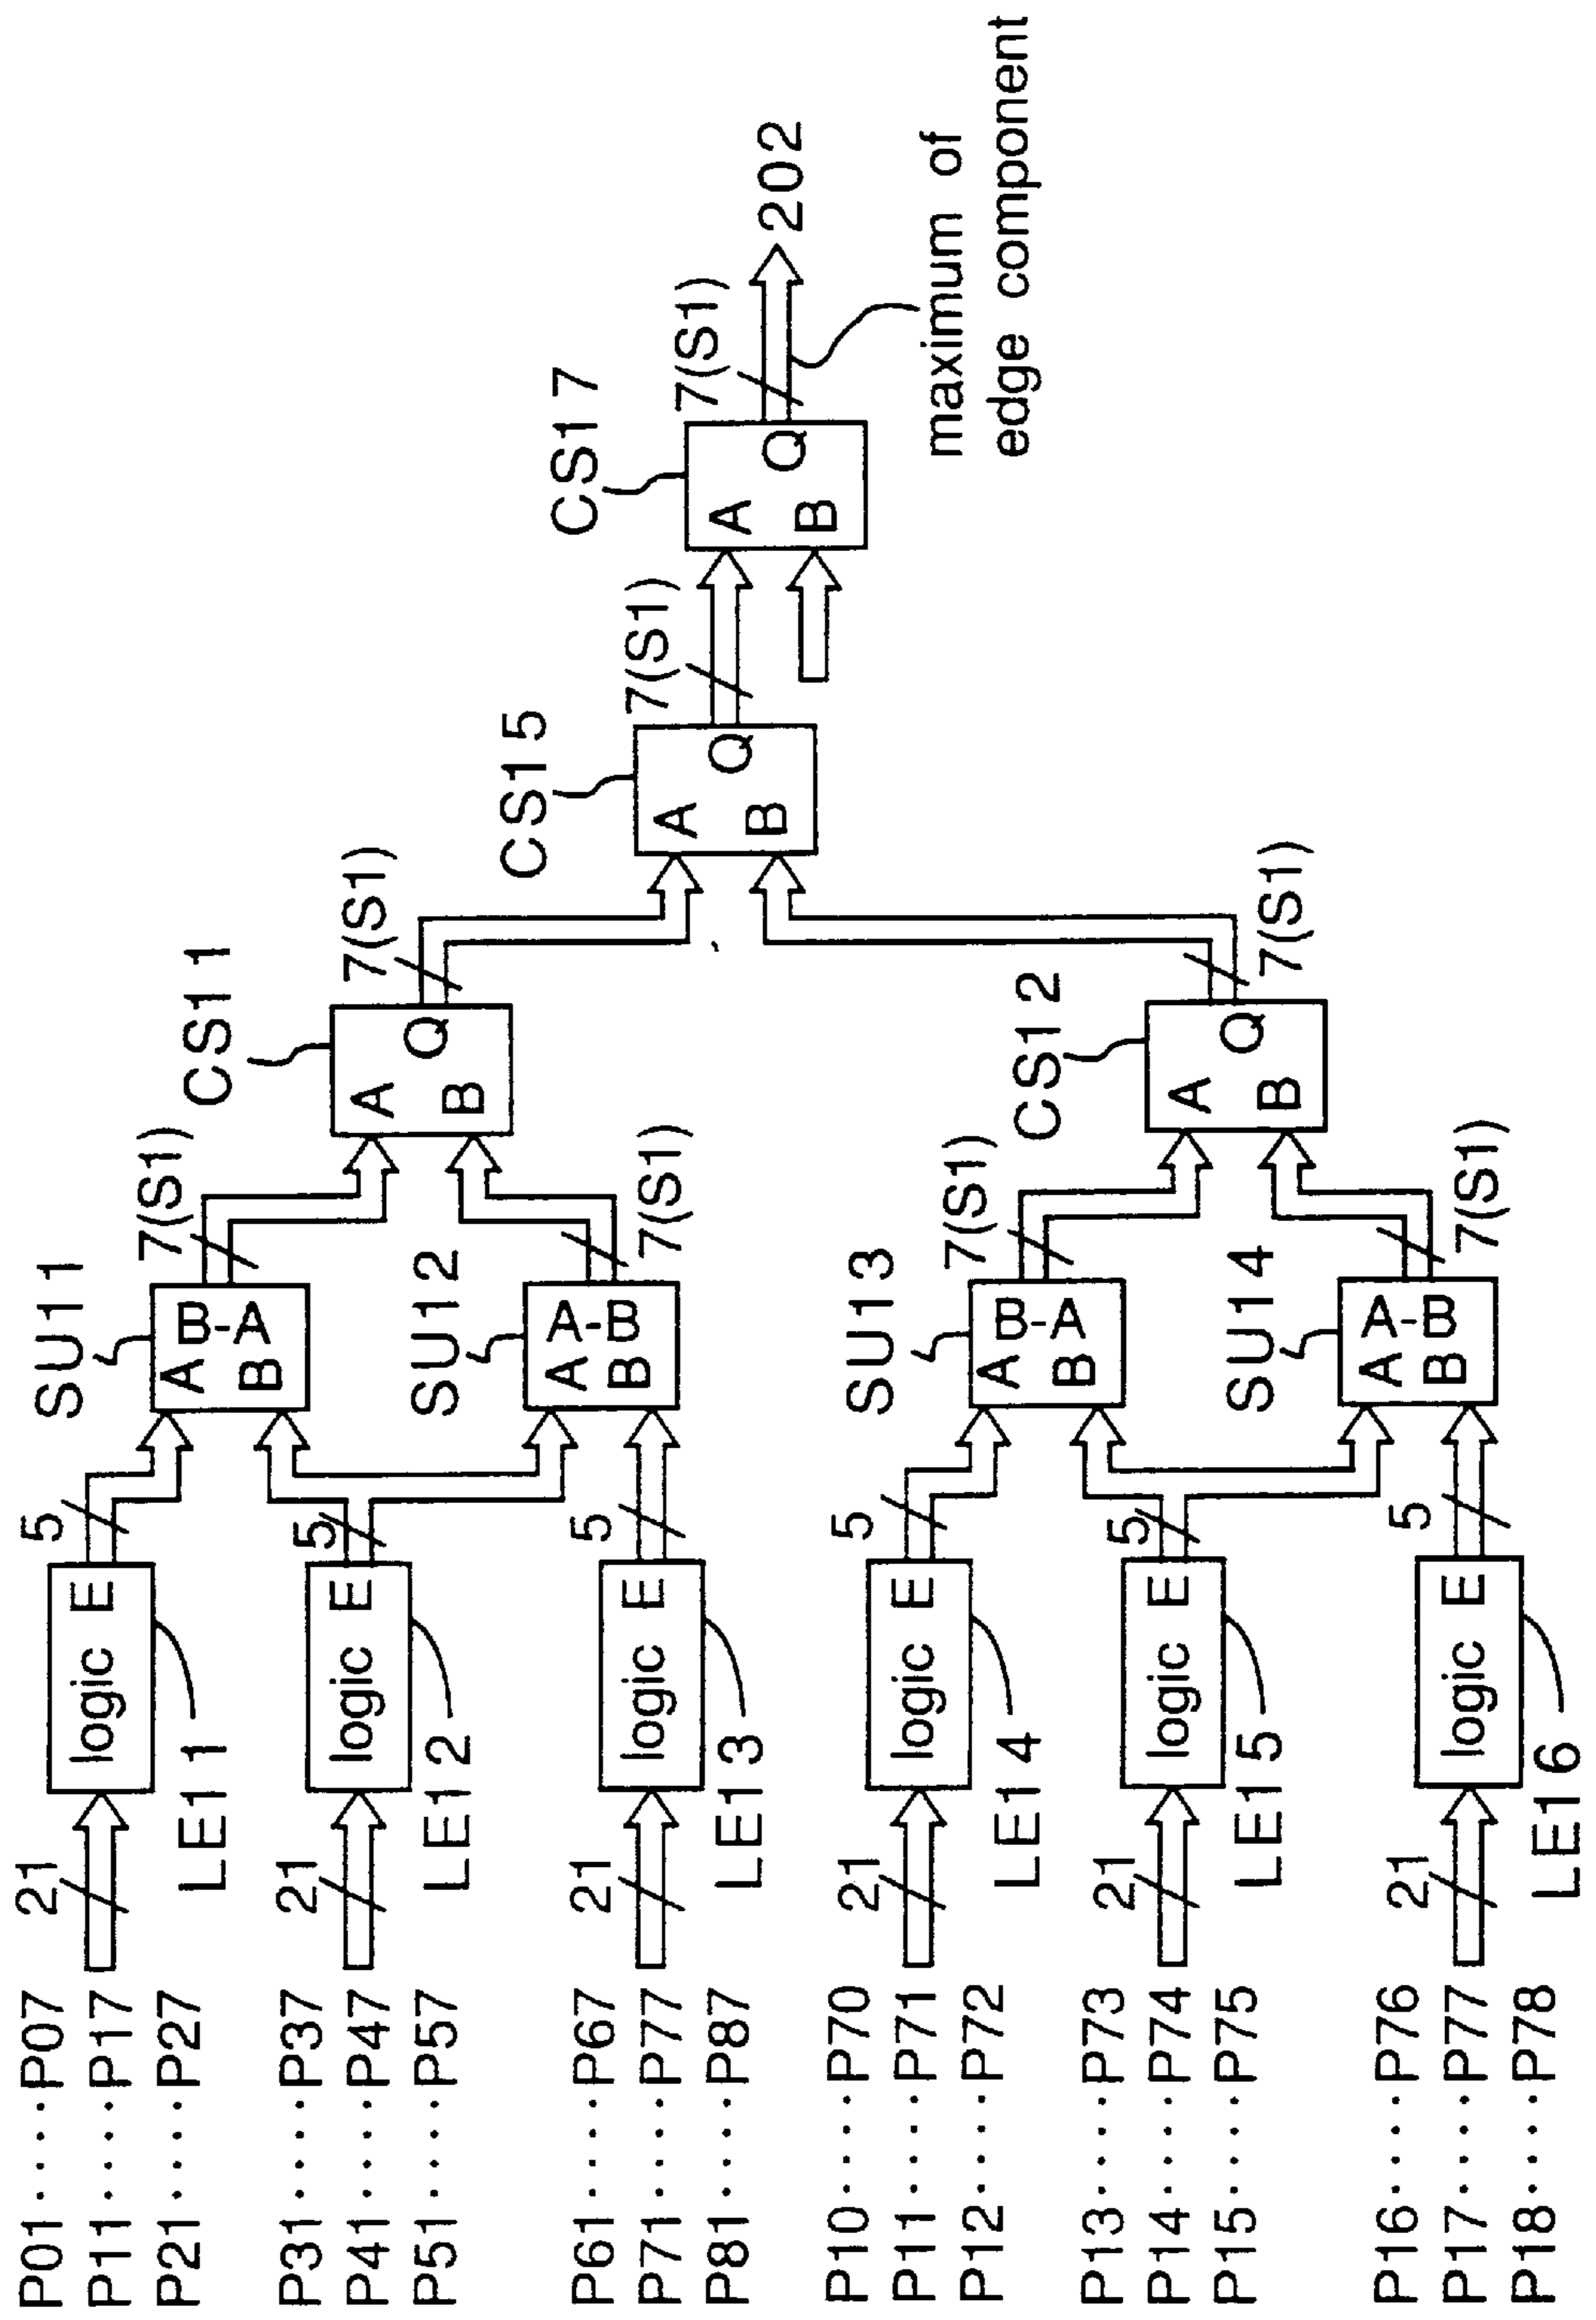 P01····P07
P11····P17
P21····P27
21
logic E
LE11
5
P31····P37
P41····P47
P51····P57
21
logic E
LE12
5
P61····P67
P71····P77
P81····P87
21
logic E
LE13
5
P10····P70
P11····P71
P12····P72
21
logic E
LE14
5
P13····P73
P14····P74
P15····P75
21
logic E
LE15
5
P16····P76
P17····P77
P18····P78
21
logic E
LE16
5
SU11
A B-A
B
7(S1)
SU12
A A-B
B
7(S1)
SU13
A B-A
B
7(S1)
SU14
A A-B
B
7(S1)
CS11
A Q
B
7(S1)
CS12
A Q
B
7(S1)
CS15
A Q
B
7(S1)
CS17
A Q
B
7(S1)
202
maximum of
edge component